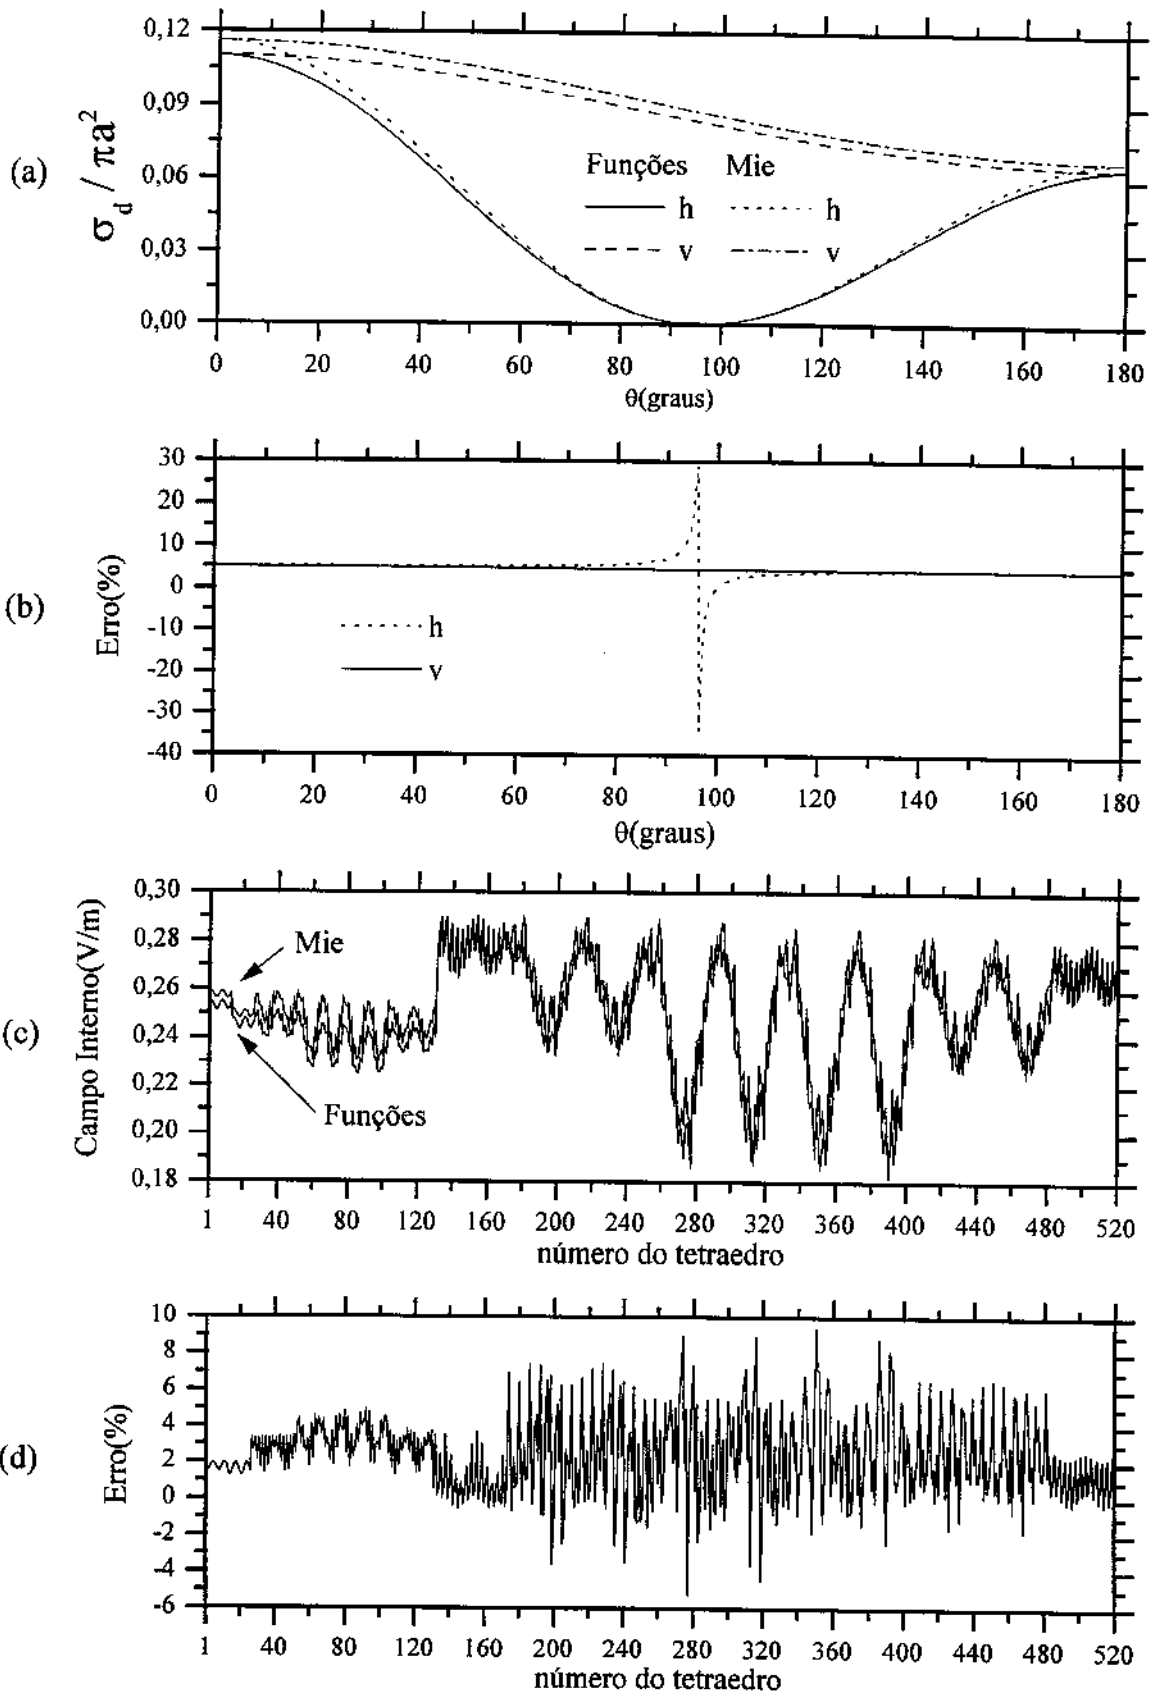 (a)
σd / πa²
0,12
0,09
0,06
0,03
0,00
Funções Mie
h h
v v
0 20 40 60 80 100 120 140 160 180
θ(graus)
(b)
Erro(%)
30
20
10
0
-10
-20
-30
-40
h
v
0 20 40 60 80 100 120 140 160 180
θ(graus)
(c)
Campo Interno(V/m)
0,30
0,28
0,26
0,24
0,22
0,20
0,18
Mie
Funções
1 40 80 120 160 200 240 280 320 360 400 440 480 520
número do tetraedro
(d)
Erro(%)
10
8
6
4
2
0
-2
-4
-6
1 40 80 120 160 200 240 280 320 360 400 440 480 520
número do tetraedro